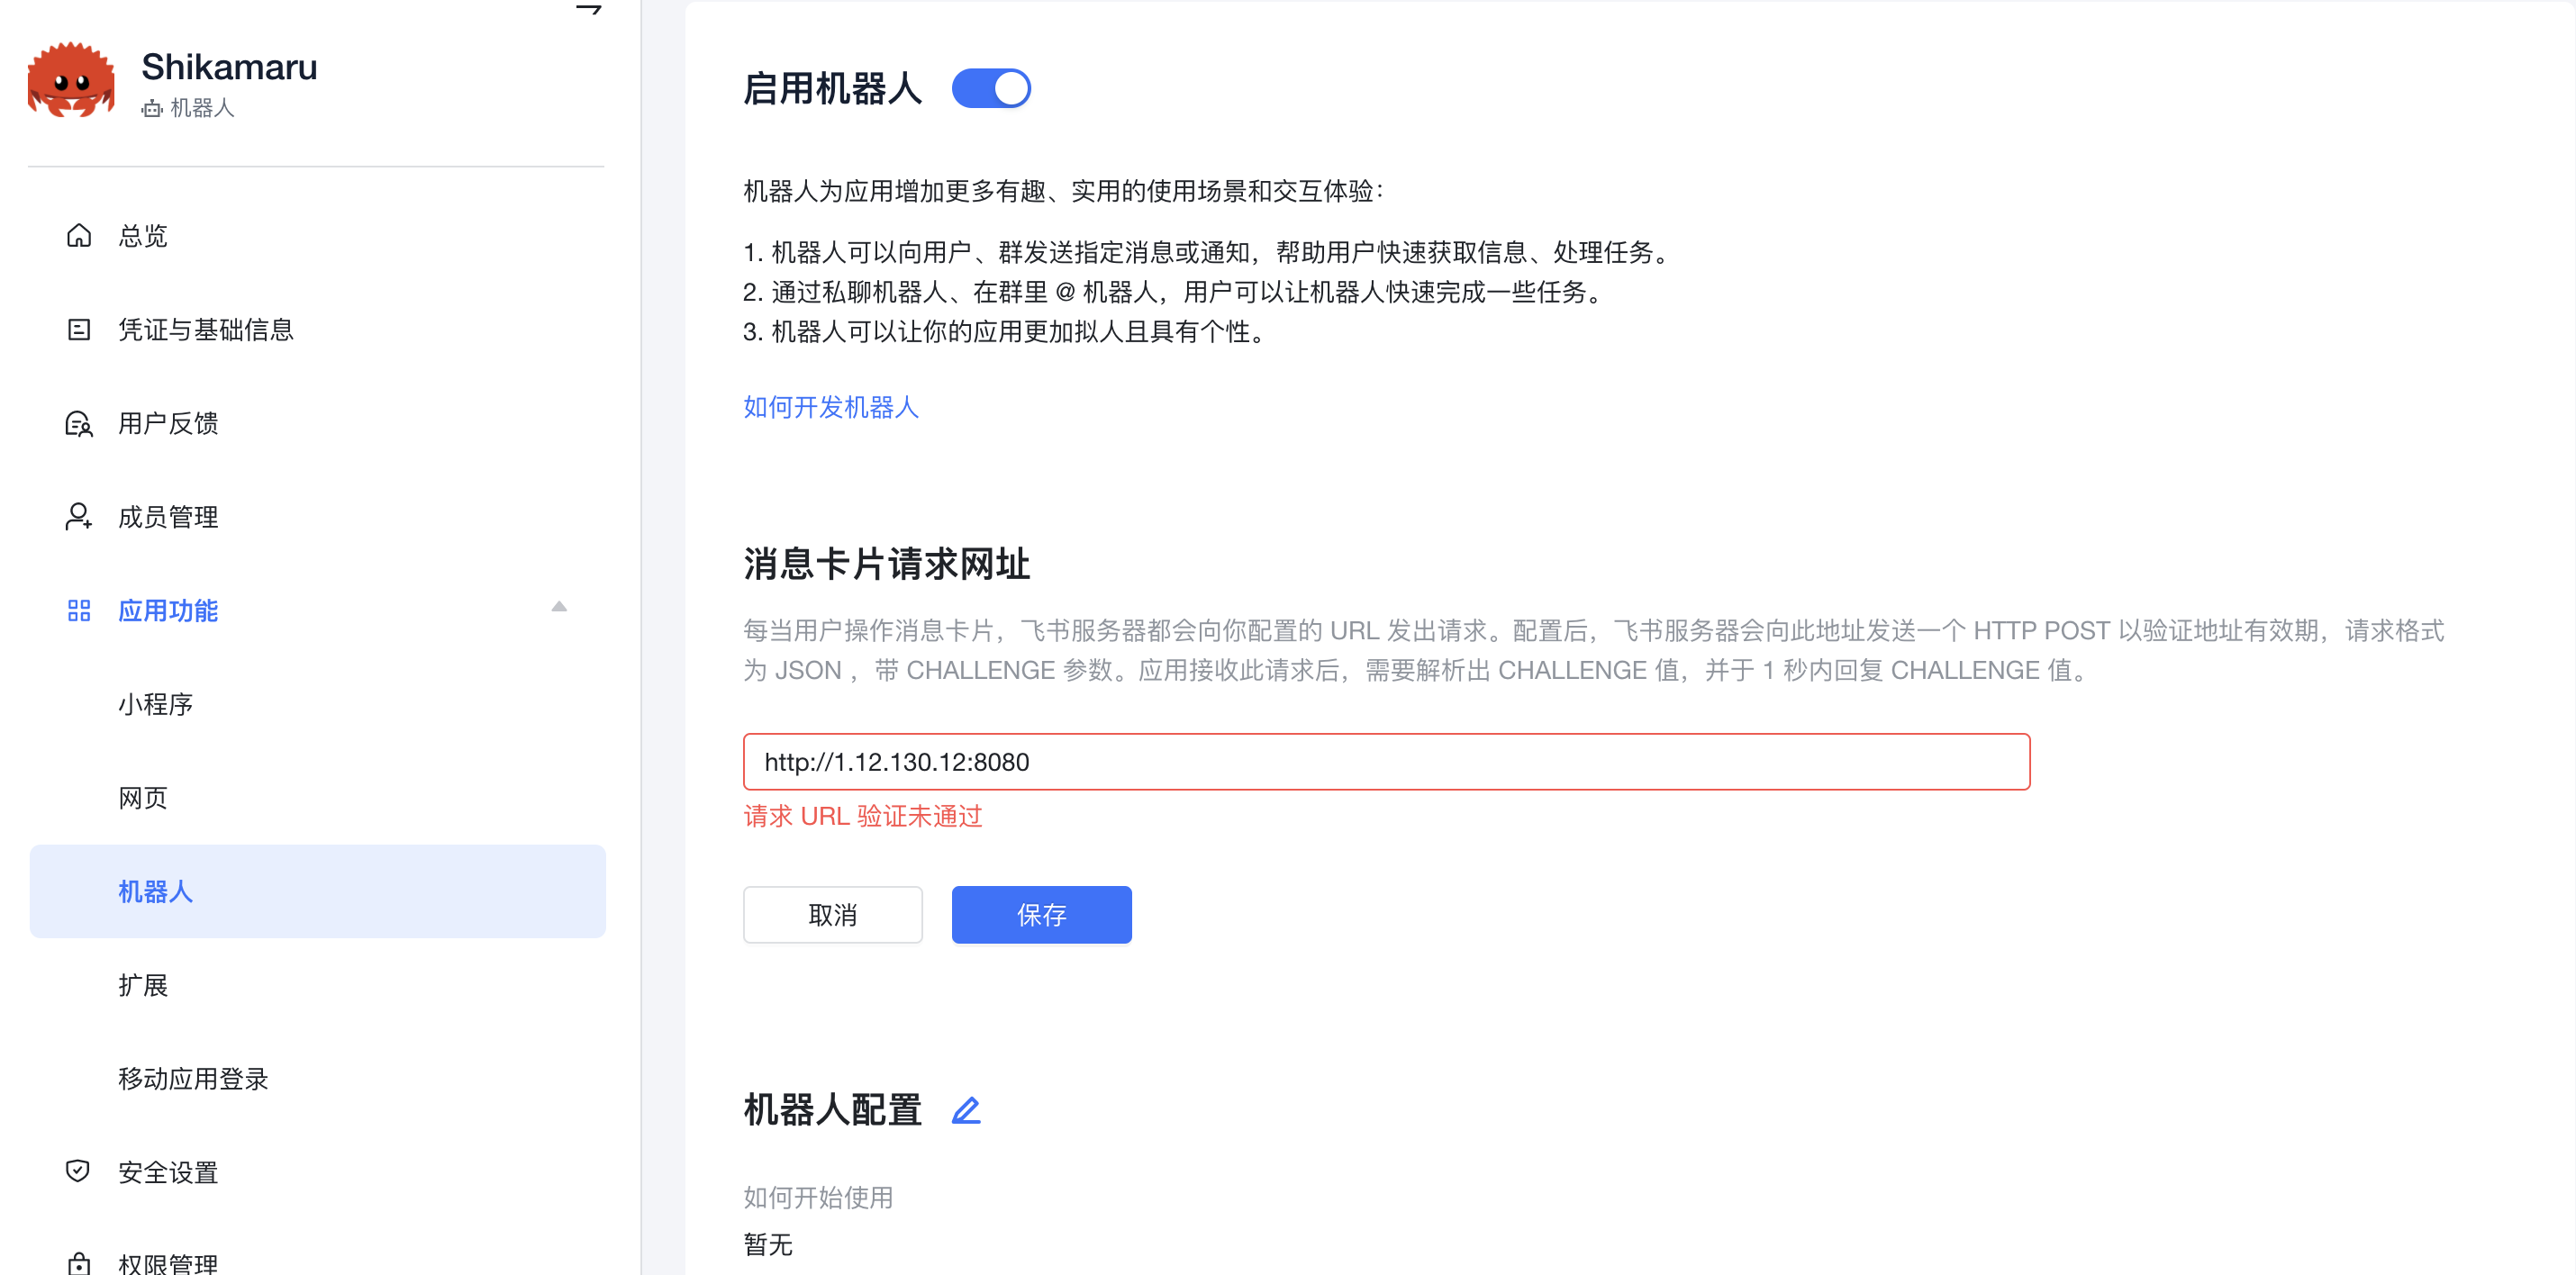 Shikamaru
机器人
总览
凭证与基础信息
用户反馈
成员管理
应用功能
小程序
网页
机器人
扩展
移动应用登录
安全设置
权限管理
启用机器人
机器人为应用增加更多有趣、实用的使用场景和交互体验：
1. 机器人可以向用户、群发送指定消息或通知，帮助用户快速获取信息、处理任务。
2. 通过私聊机器人、在群里 @ 机器人，用户可以让机器人快速完成一些任务。
3. 机器人可以让你的应用更加拟人且具有个性。
如何开发机器人
消息卡片请求网址
每当用户操作消息卡片，飞书服务器都会向你配置的 URL 发出请求。配置后，飞书服务器会向此地址发送一个 HTTP POST 以验证地址有效期，请求格式
为 JSON ，带 CHALLENGE 参数。应用接收此请求后，需要解析出 CHALLENGE 值，并于 1 秒内回复 CHALLENGE 值。
http://1.12.130.12:8080
请求 URL 验证未通过
取消
保存
机器人配置
如何开始使用
暂无